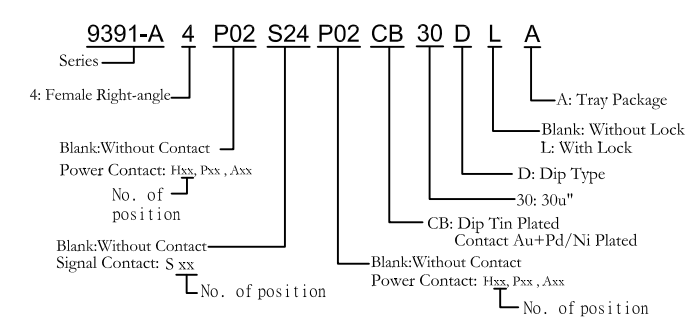 9391-A 4 P02 S24 P02 CB 30 D L A
Series
4: Female Right-angle
A: Tray Package
Blank: Without Lock
L: With Lock
Blank:Without Contact
Power Contact: Hxx, Pxx , Axx
No. of
position
D: Dip Type
30: 30u"
CB: Dip Tin Plated
Contact Au+Pd/Ni Plated
Blank:Without Contact
Signal Contact: S xx
No. of position
Blank:Without Contact
Power Contact: Hxx, Pxx , Axx
No. of position